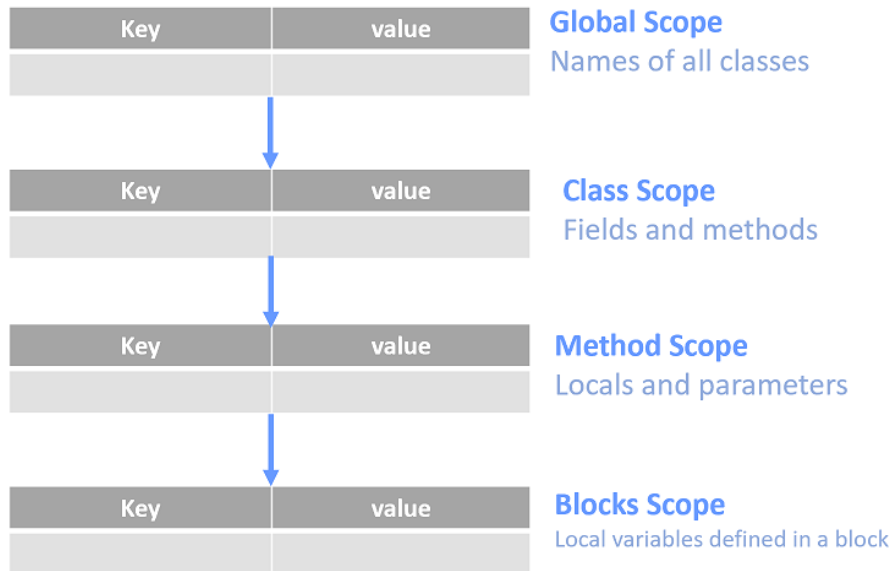 Key value
Global Scope
Names of all classes
Key value
Class Scope
Fields and methods
Key value
Method Scope
Locals and parameters
Key value
Blocks Scope
Local variables defined in a block